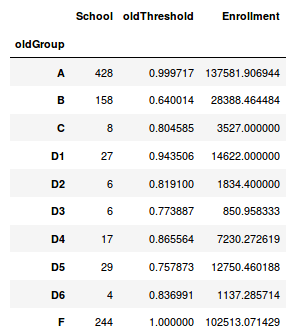 School oldThreshold Enrollment
oldGroup
A 428 0.999717 137581.906944
B 158 0.640014 28388.464484
C 8 0.804585 3527.000000
D1 27 0.943506 14622.000000
D2 6 0.819100 1834.400000
D3 6 0.773887 850.958333
D4 17 0.865564 7230.272619
D5 29 0.757873 12750.460188
D6 4 0.836991 1137.285714
F 244 1.000000 102513.071429